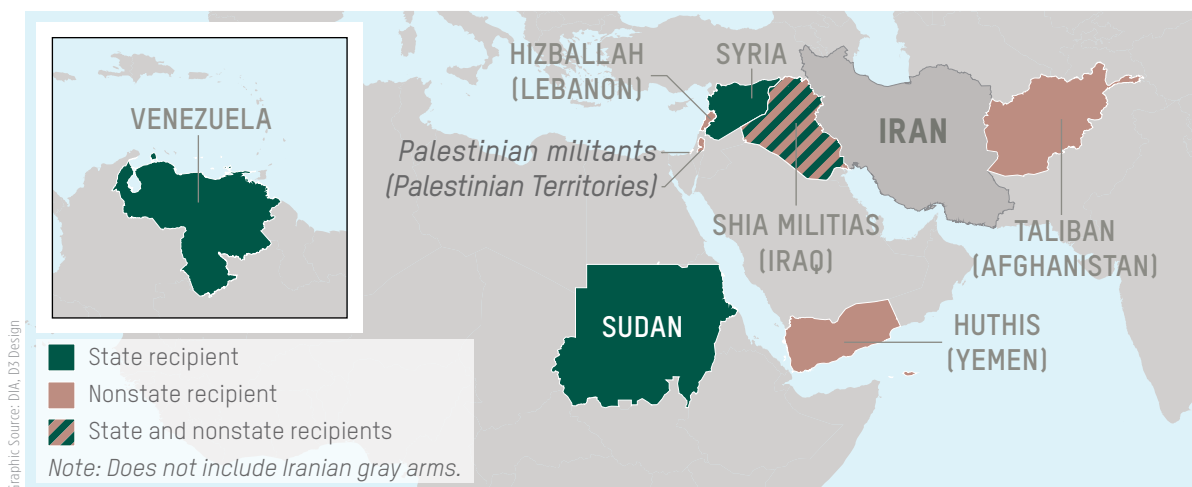 VENEZUELA
HIZBALLAH
(LEBANON)
SYRIA
Palestinian militants
(Palestinian Territories)
IRAN
SHIA MILITIAS
(IRAQ)
TALIBAN
(AFGHANISTAN)
SUDAN
HUTHIS
(YEMEN)
State recipient
Nonstate recipient
State and nonstate recipients
Note: Does not include Iranian gray arms.
Graphic Source: DIA, D3 Design